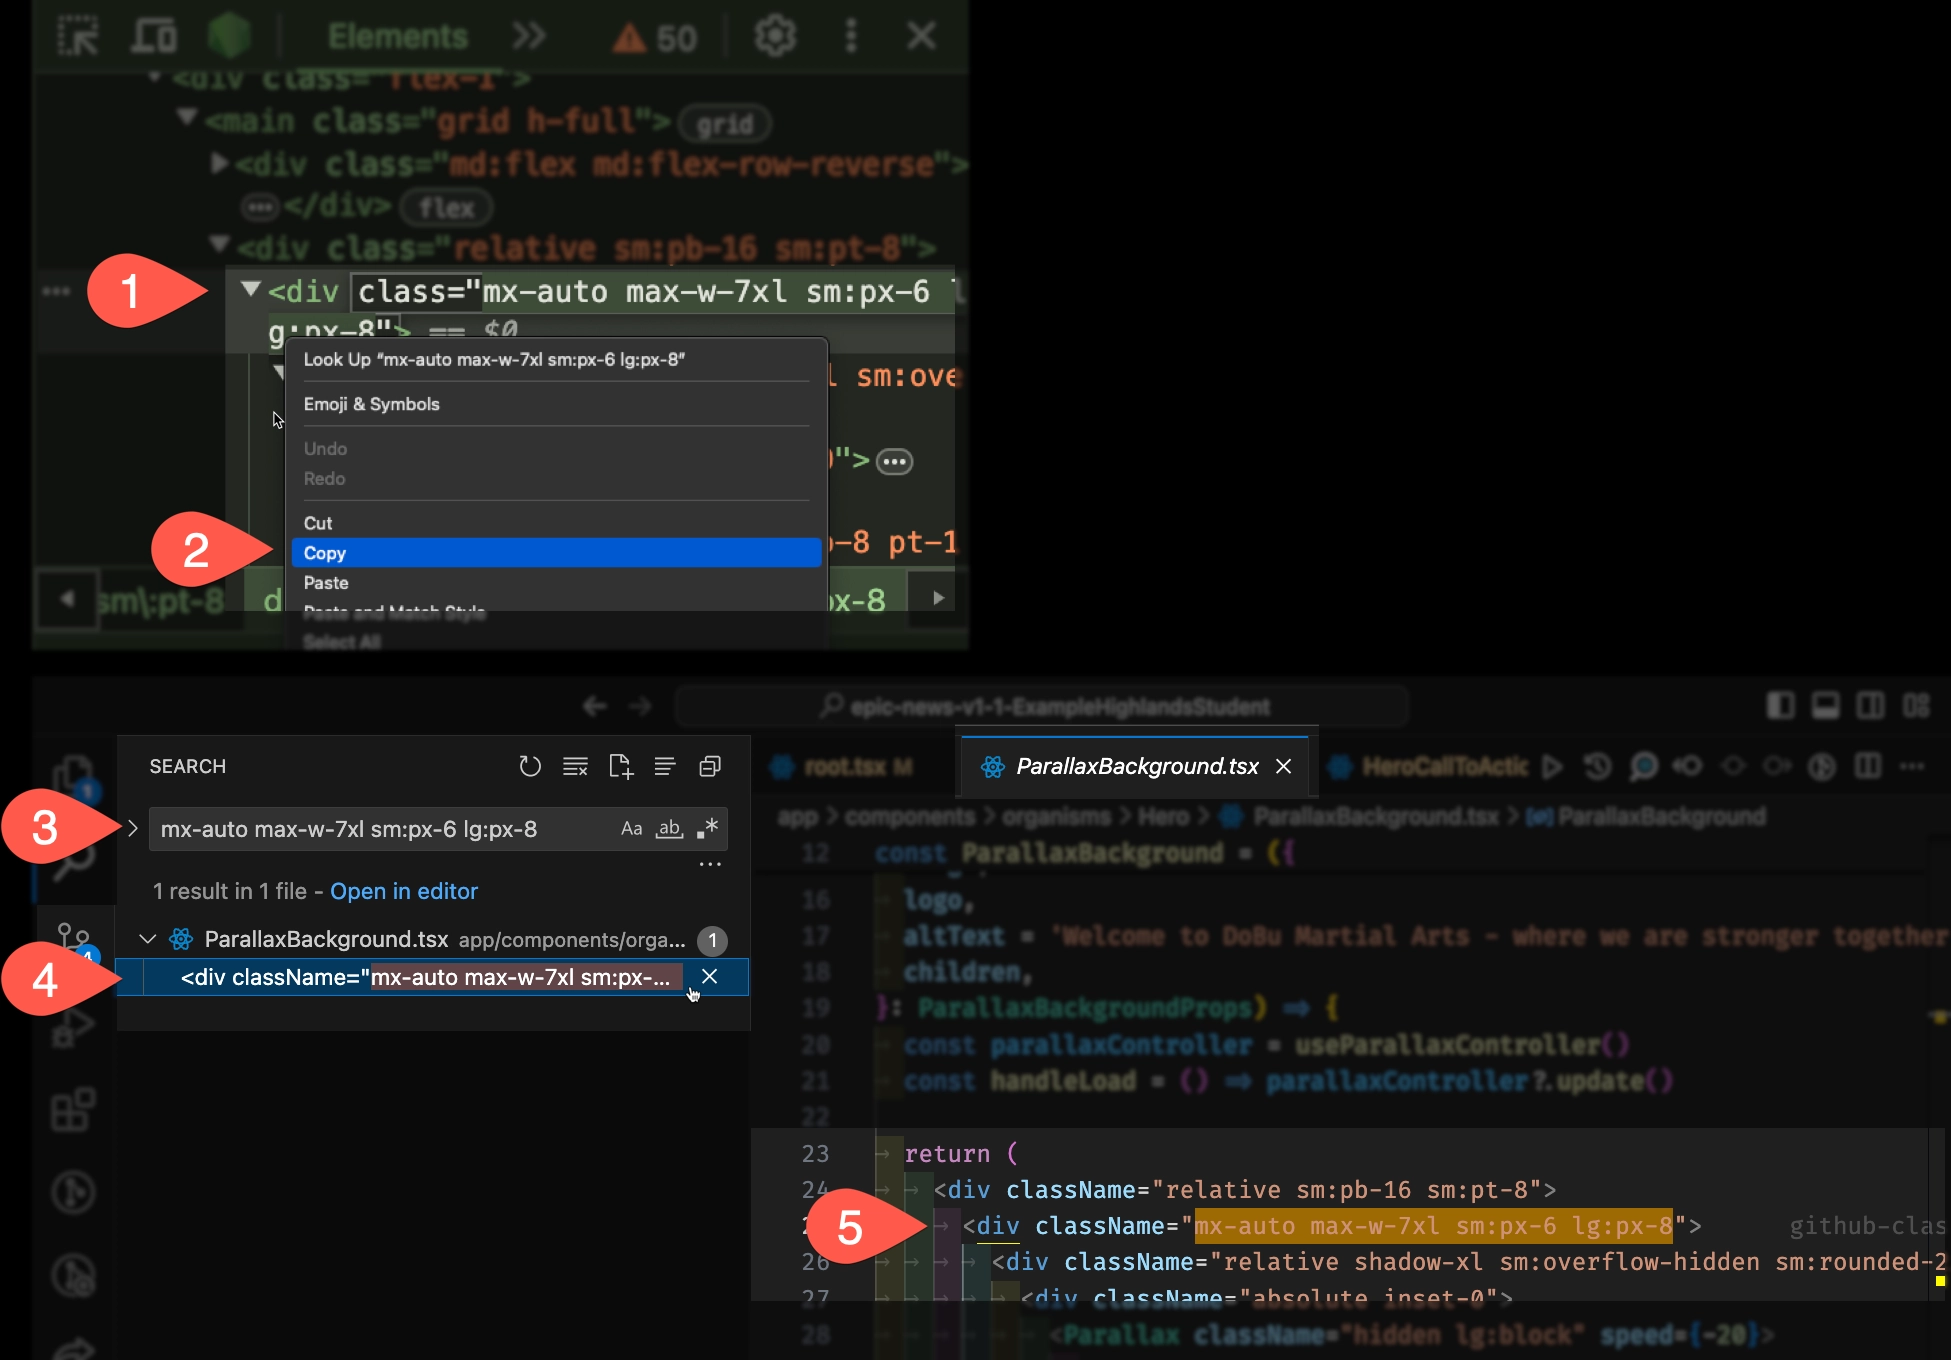 Elements
50
<div class="flex-1">
<main class="grid h-full"> grid
<div class="md:flex md:flex-row-reverse">
</div> flex
<div class="relative sm:pb-16 sm:pt-8">
1
<div class="mx-auto max-w-7xl sm:px-6 l
g:px-8"> == $0
Look Up “mx-auto max-w-7xl sm:px-6 lg:px-8”
sm:ove
Emoji & Symbols
Undo
">
Redo
Cut
2
Copy
-8 pt-1
Paste
sm\:pt-8
d
px-8
Paste and Match Style
Select All
epic-news-v1-1-ExampleHighlandsStudent
SEARCH
3
mx-auto max-w-7xl sm:px-6 lg:px-8
Aa ab .*
1 result in 1 file - Open in editor
ParallaxBackground.tsx app/components/orga... 1
4
<div className="mx-auto max-w-7xl sm:px-...
1
4
root.tsx M
ParallaxBackground.tsx
HeroCallToActic
app > components > organisms > Hero > ParallaxBackground.tsx > ParallaxBackground
12 const ParallaxBackground = ({
16 logo,
17 altText = 'Welcome to DoBu Martial Arts - where we are stronger together
18 children,
19 }: ParallaxBackgroundProps) => {
20 const parallaxController = useParallaxController()
21 const handleLoad = () => parallaxController?.update()
22
23 return (
24 <div className="relative sm:pb-16 sm:pt-8">
5
<div className="mx-auto max-w-7xl sm:px-6 lg:px-8"> github-clas
26 <div className="relative shadow-xl sm:overflow-hidden sm:rounded-2
27 <div className="absolute inset-0">
28 <Parallax className="hidden lg:block" speed={-20}>